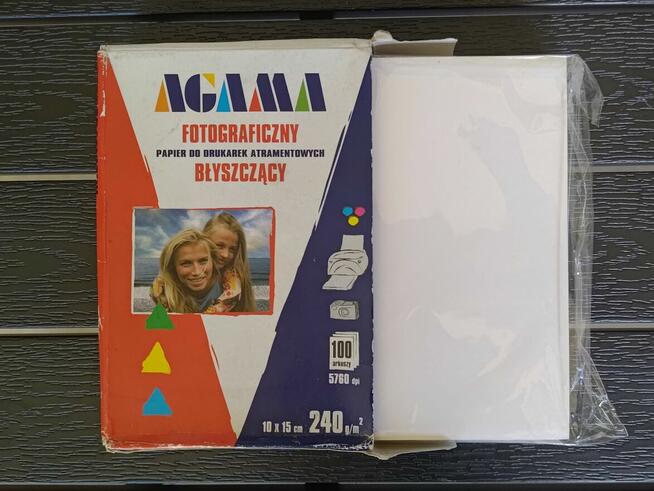 AGAMA
FOTOGRAFICZNY
PAPIER DO DRUKAREK ATRAMENTOWYCH
BŁYSZCZĄCY
100
arkuszy
5760 dpi
10 x 15 cm 240 g/m²